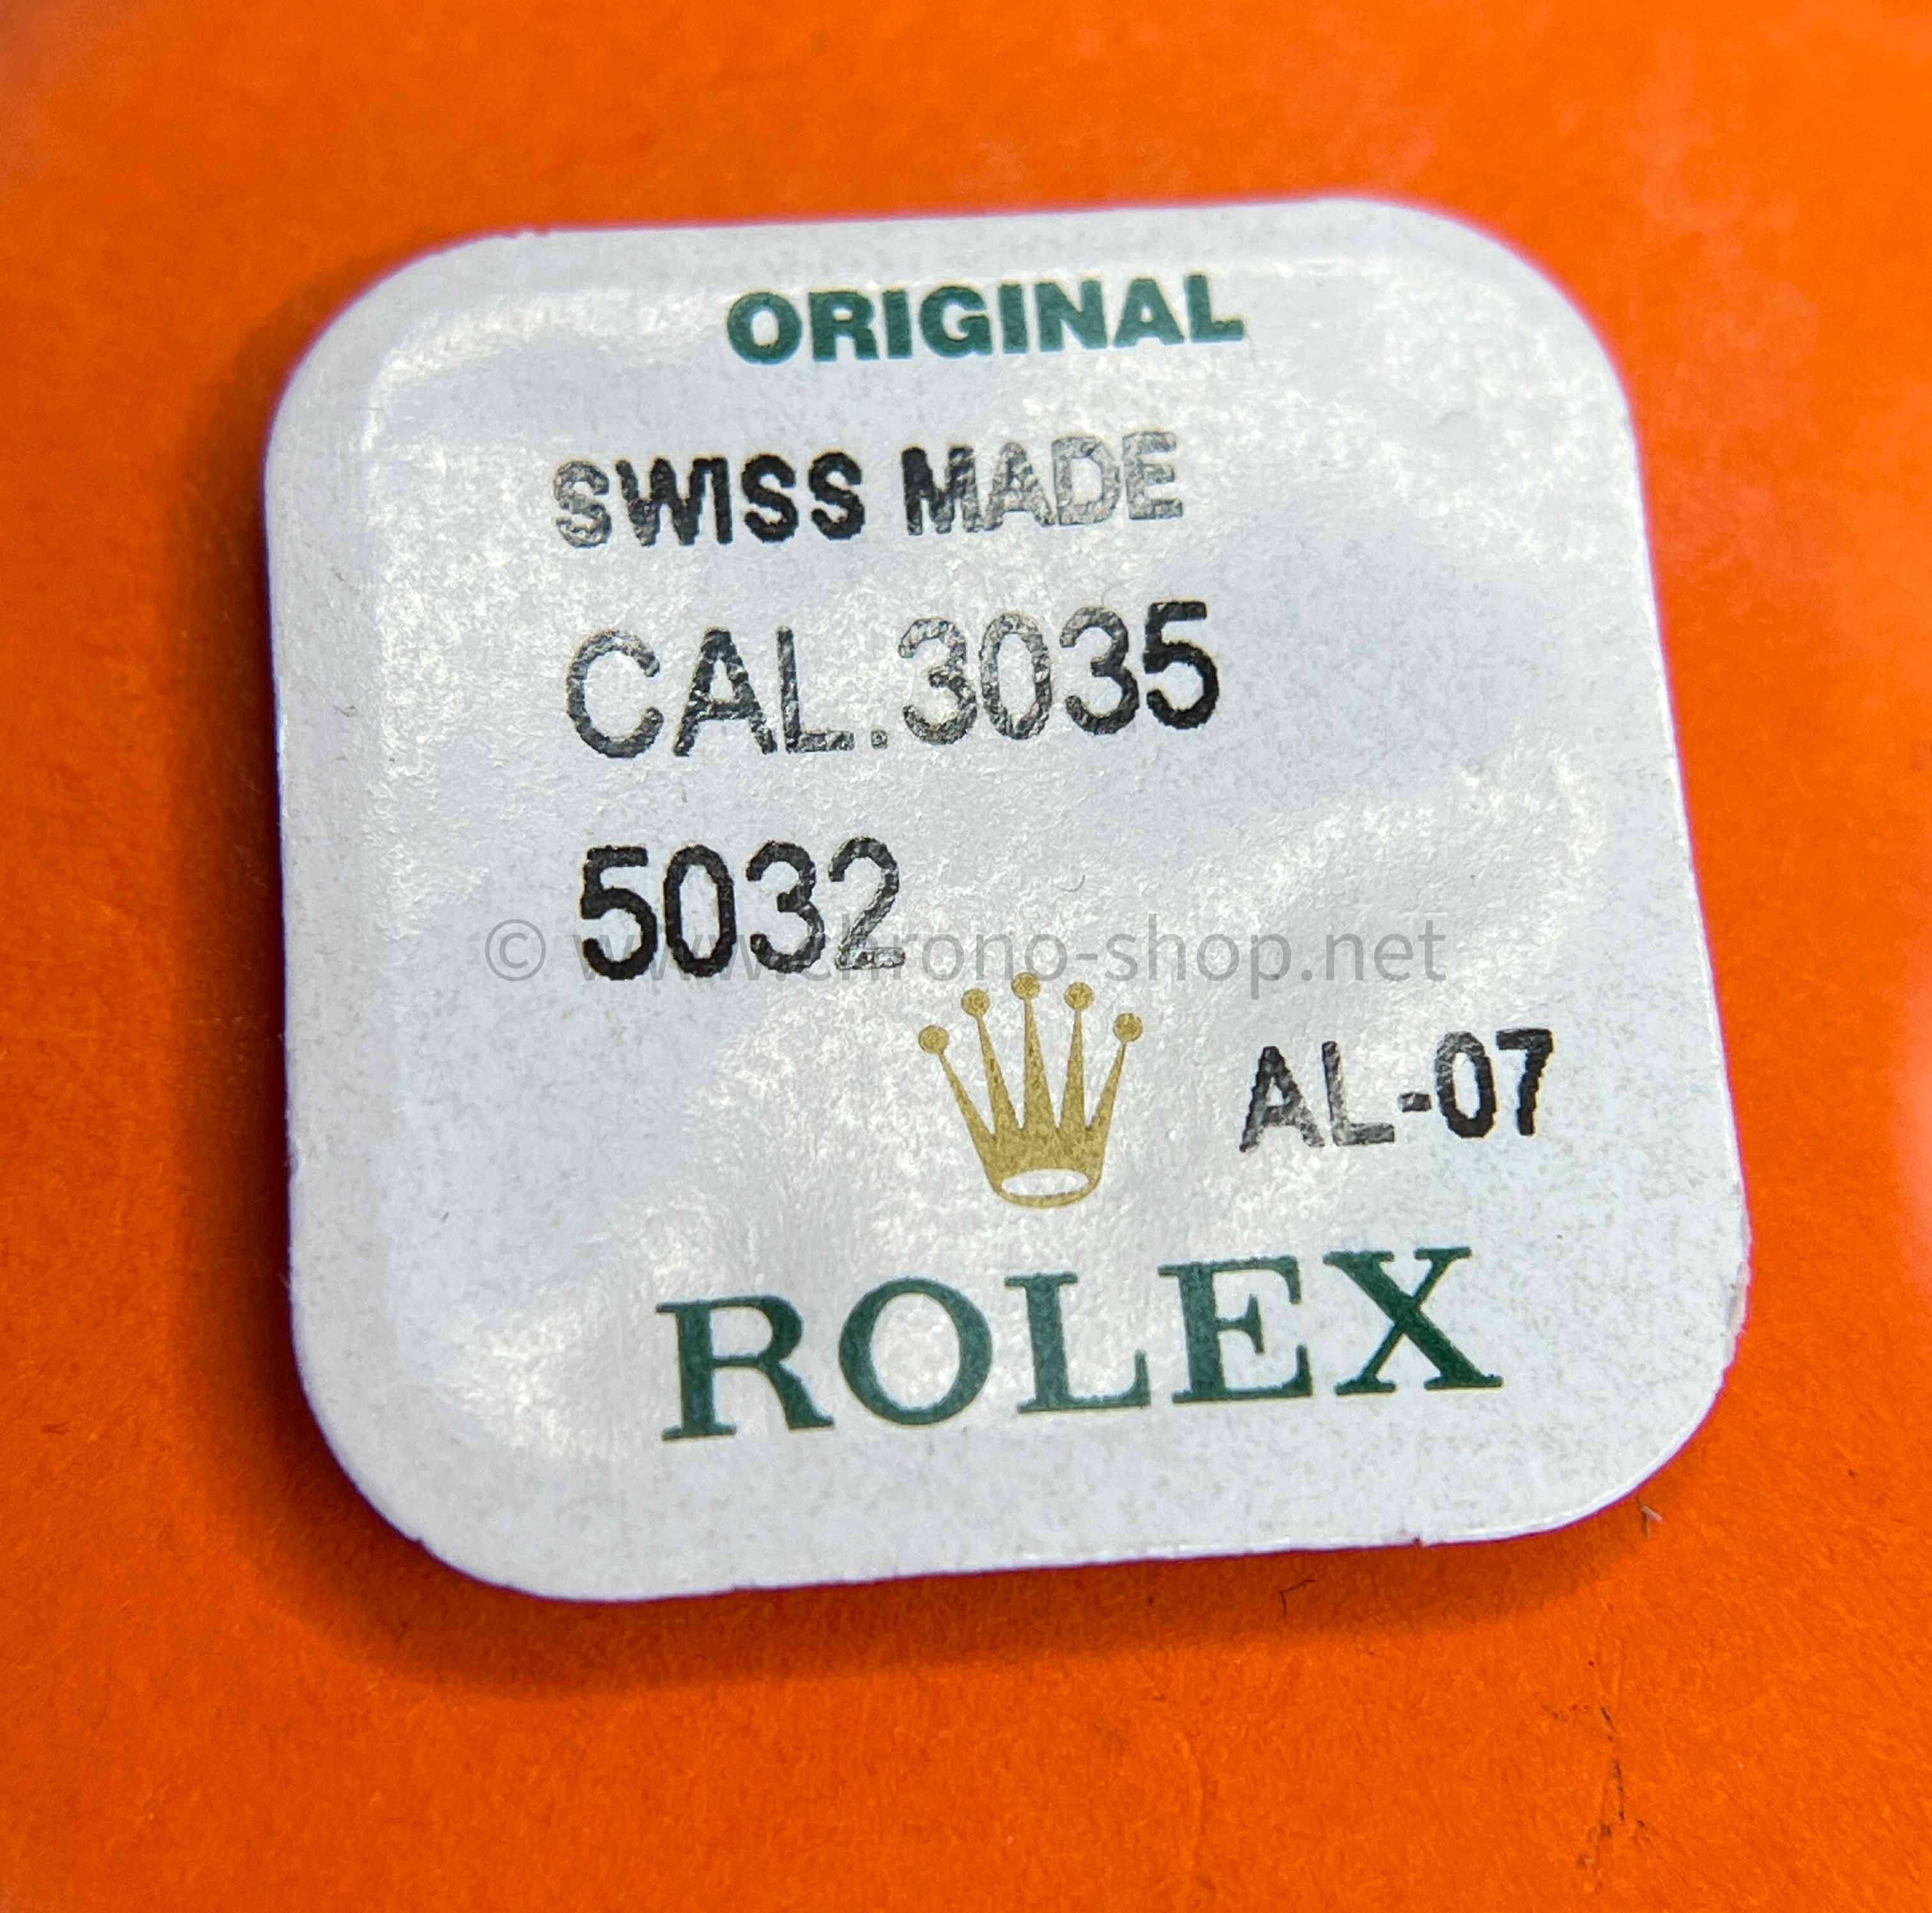 ORIGINAL
SWISS MADE
CAL.3035
5032
© www.chrono-shop.net
AL-07
ROLEX